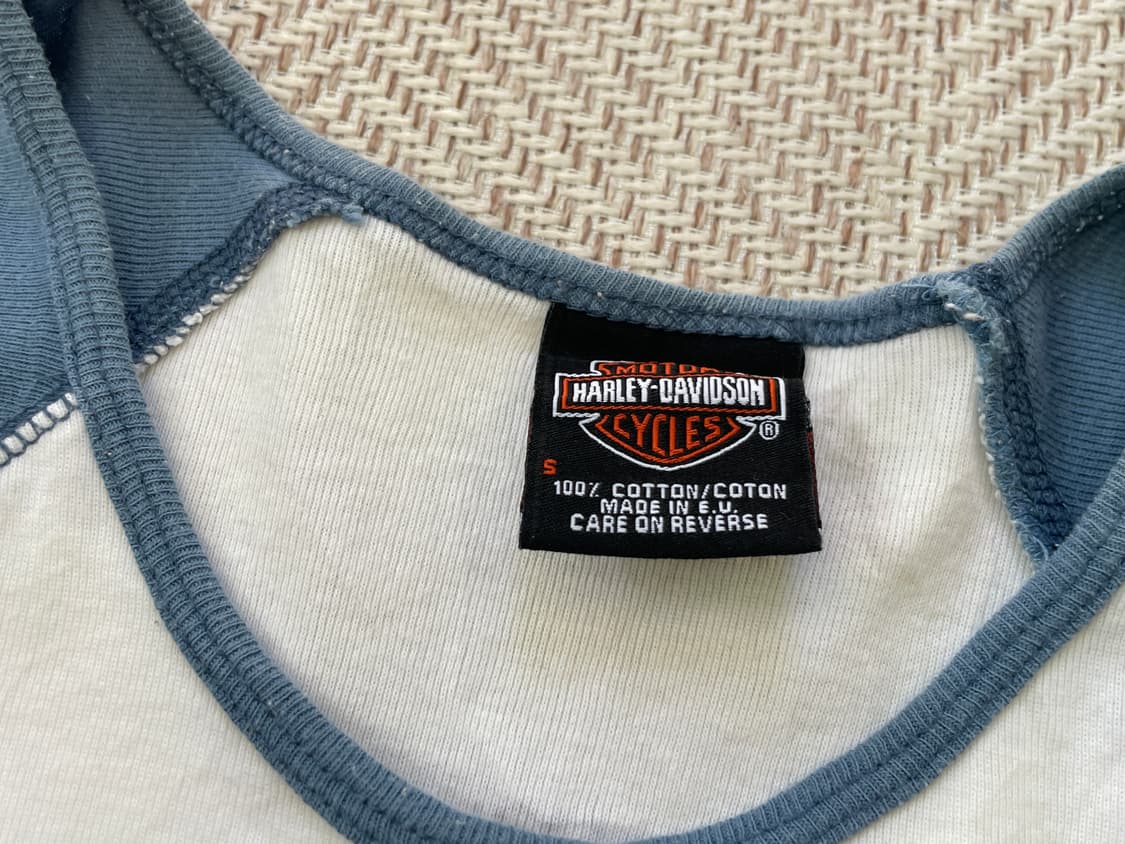 MOTOR
HARLEY-DAVIDSON
CYCLES
®
S
100% COTTON/COTON
MADE IN E.U.
CARE ON REVERSE